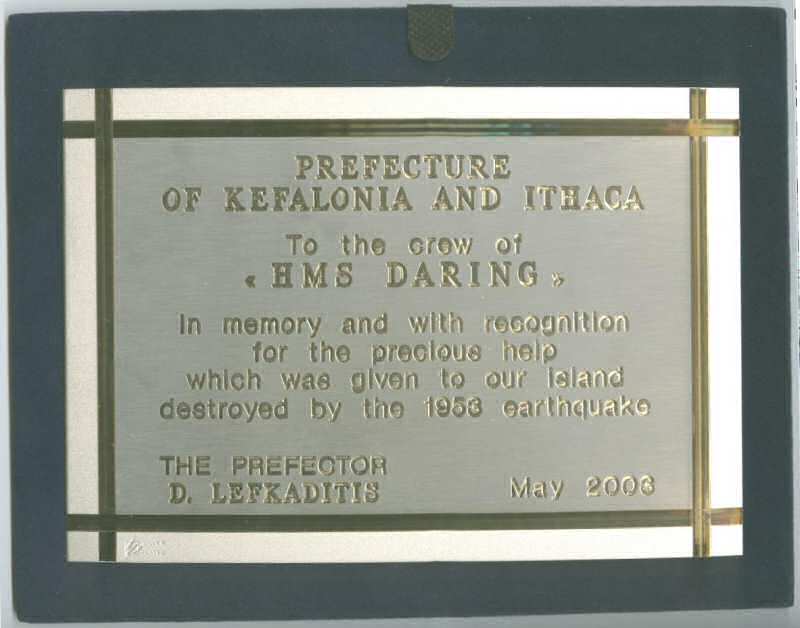 PREFECTURE
OF KEFALONIA AND ITHACA
To the crew of
« HMS DARING »
In memory and with recognition
for the precious help
which was given to our island
destroyed by the 1953 earthquake
THE PREFECTOR
D. LEFKADITIS
May 2006